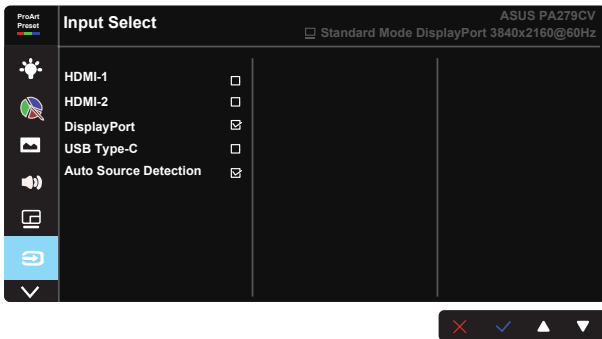 ProArt
Preset
Input Select
ASUS PA279CV
Standard Mode DisplayPort 3840x2160@60Hz
HDMI-1
HDMI-2
DisplayPort
USB Type-C
Auto Source Detection